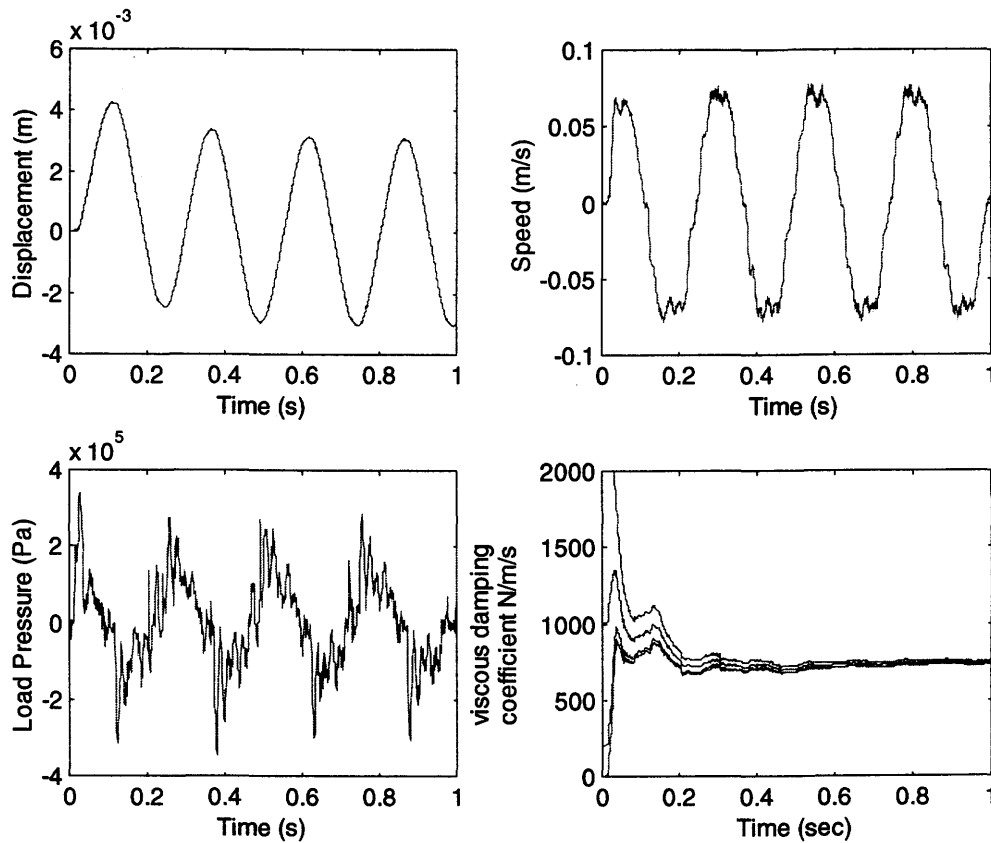 x 10⁻³
6
4
2
0
-2
-4
0 0.2 0.4 0.6 0.8 1
Displacement (m)
Time (s)
0.1
0.05
0
-0.05
-0.1
0 0.2 0.4 0.6 0.8 1
Speed (m/s)
Time (s)
x 10⁵
4
2
0
-2
-4
0 0.2 0.4 0.6 0.8 1
Load Pressure (Pa)
Time (s)
2000
1500
1000
500
0
0 0.2 0.4 0.6 0.8 1
viscous damping
coefficient N/m/s
Time (sec)